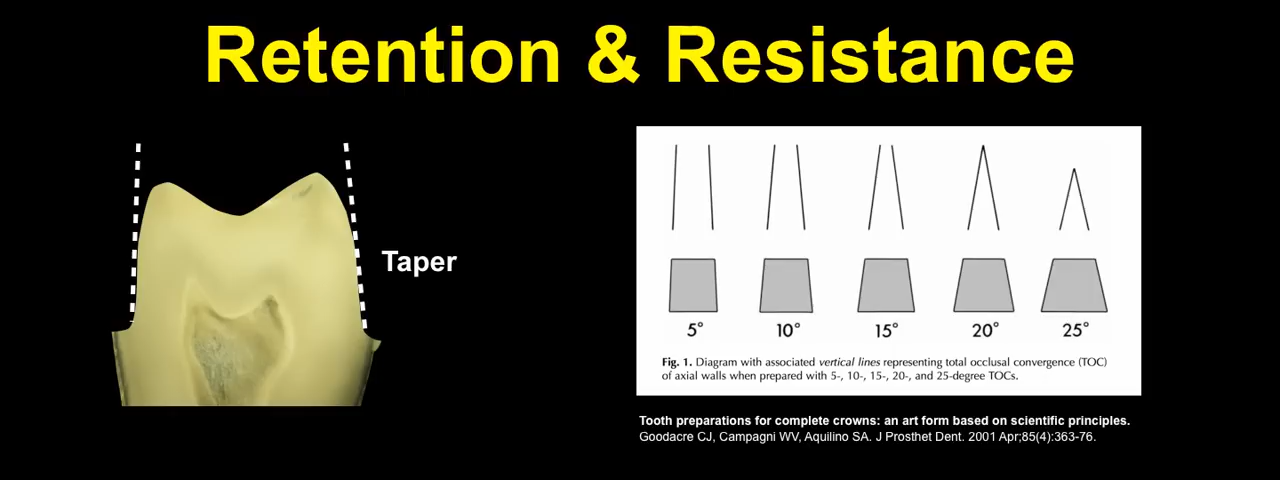 Retention & Resistance
Taper
5° 10° 15° 20° 25°
Fig. 1. Diagram with associated vertical lines representing total occlusal convergence (TOC)
of axial walls when prepared with 5-, 10-, 15-, 20-, and 25-degree TOCs.
Tooth preparations for complete crowns: an art form based on scientific principles.
Goodacre CJ, Campagni WV, Aquilino SA. J Prosthet Dent. 2001 Apr;85(4):363-76.